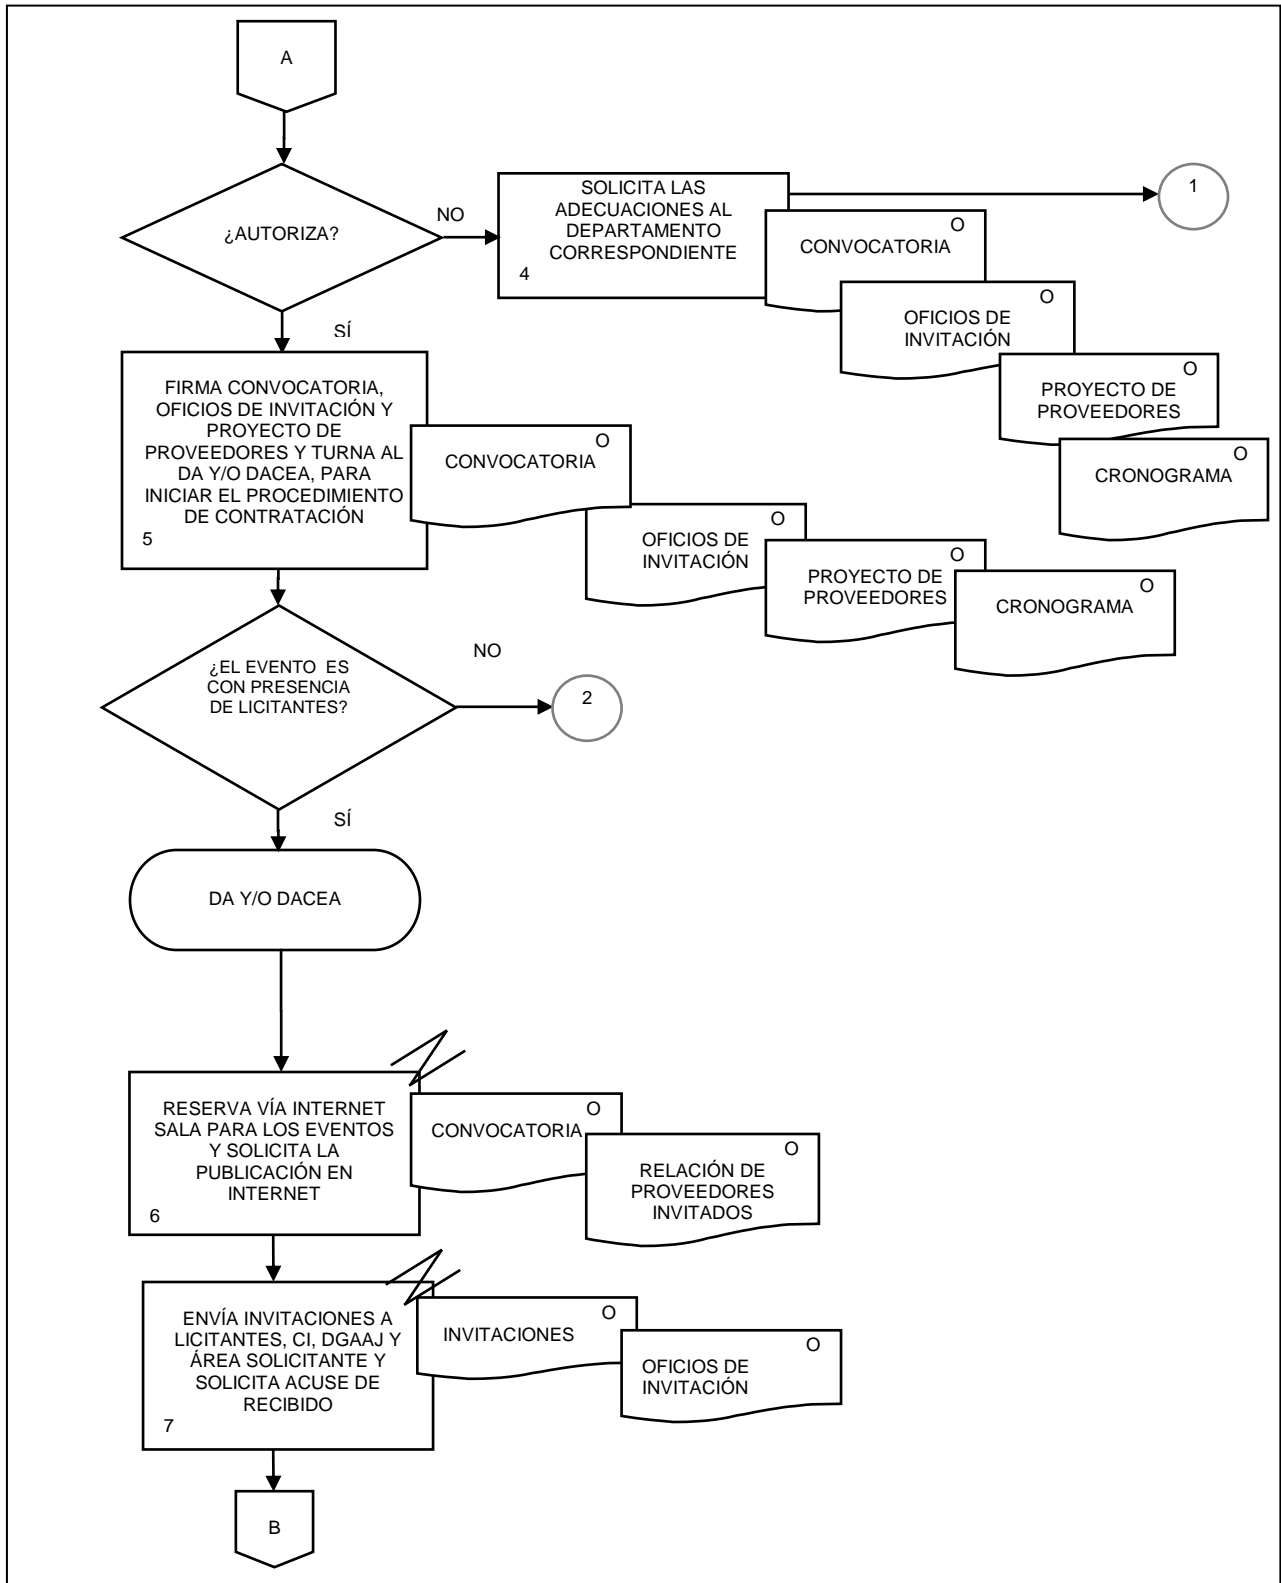 A
¿AUTORIZA?
NO
SOLICITA LAS
ADECUACIONES AL
DEPARTAMENTO
CORRESPONDIENTE
4
1
O
CONVOCATORIA
O
OFICIOS DE
INVITACIÓN
O
PROYECTO DE
PROVEEDORES
O
CRONOGRAMA
SÍ
FIRMA CONVOCATORIA,
OFICIOS DE INVITACIÓN Y
PROYECTO DE
PROVEEDORES Y TURNA AL
DA Y/O DACEA, PARA
INICIAR EL PROCEDIMIENTO
DE CONTRATACIÓN
5
O
CONVOCATORIA
O
OFICIOS DE
INVITACIÓN
O
PROYECTO DE
PROVEEDORES
O
CRONOGRAMA
¿EL EVENTO ES
CON PRESENCIA
DE LICITANTES?
NO
2
SÍ
DA Y/O DACEA
RESERVA VÍA INTERNET
SALA PARA LOS EVENTOS
Y SOLICITA LA
PUBLICACIÓN EN
INTERNET
6
O
CONVOCATORIA
O
RELACIÓN DE
PROVEEDORES
INVITADOS
ENVÍA INVITACIONES A
LICITANTES, CI, DGAAJ Y
ÁREA SOLICITANTE Y
SOLICITA ACUSE DE
RECIBIDO
7
O
INVITACIONES
O
OFICIOS DE
INVITACIÓN
B